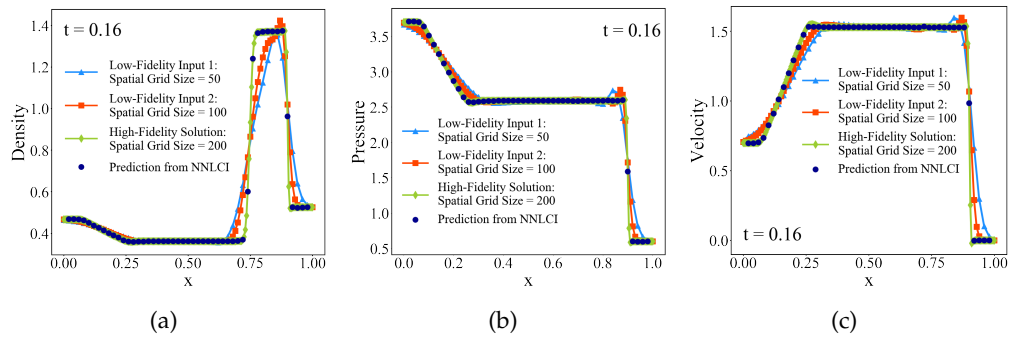 t = 0.16
Low-Fidelity Input 1:
Spatial Grid Size = 50
Low-Fidelity Input 2:
Spatial Grid Size = 100
High-Fidelity Solution:
Spatial Grid Size = 200
Prediction from NNLCI
Density
1.4
1.2
1.0
0.8
0.6
0.4
0.00 0.25 0.50 0.75 1.00
x
(a)
t = 0.16
Low-Fidelity Input 1:
Spatial Grid Size = 50
Low-Fidelity Input 2:
Spatial Grid Size = 100
High-Fidelity Solution:
Spatial Grid Size = 200
Prediction from NNLCI
Pressure
3.7
3.0
2.5
1.7
1.0
0.5
0.0 0.2 0.4 0.6 0.8 1.0
x
(b)
Low-Fidelity Input 1:
Spatial Grid Size = 50
Low-Fidelity Input 2:
Spatial Grid Size = 100
High-Fidelity Solution:
Spatial Grid Size = 200
Prediction from NNLCI
t = 0.16
Velocity
1.5
1.0
0.7
0.4
0.0
0.00 0.25 0.50 0.75 1.00
x
(c)